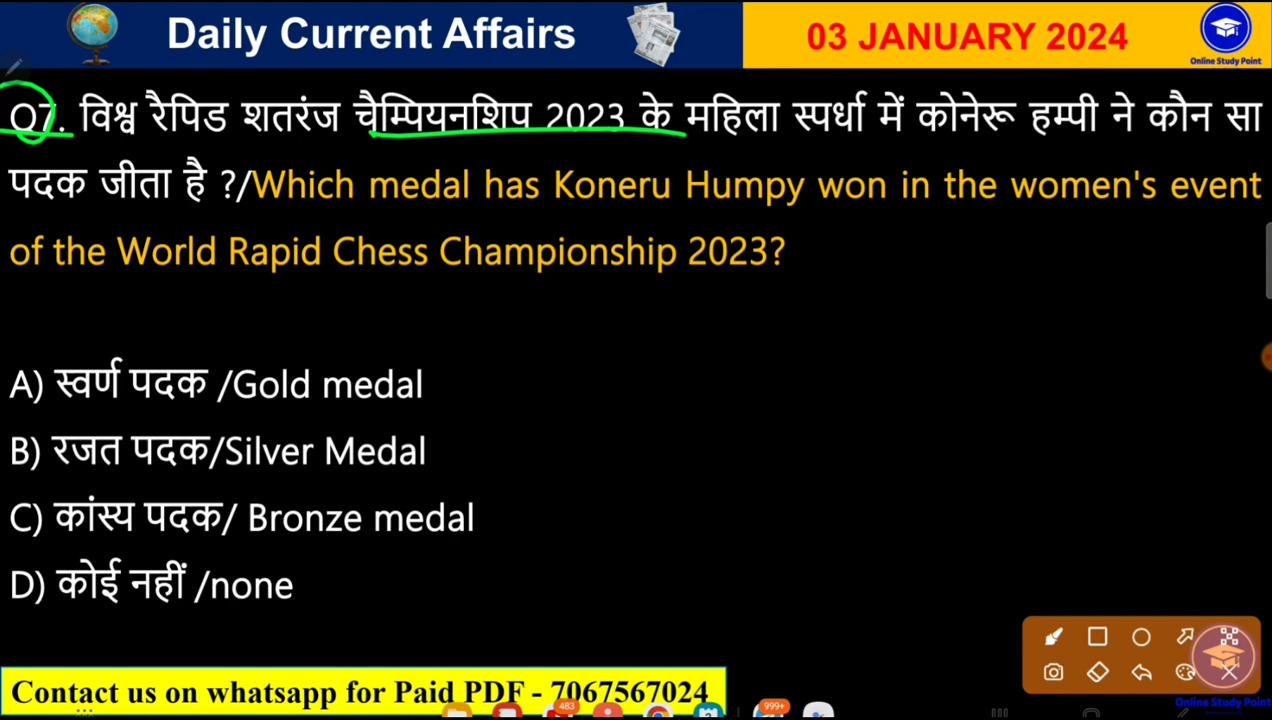 Daily Current Affairs
03 JANUARY 2024
Online Study Point
Q7. विश्व रैपिड शतरंज चैम्पियनशिप 2023 के महिला स्पर्धा में कोनेरू हम्पी ने कौन सा
पदक जीता है ?/Which medal has Koneru Humpy won in the women's event
of the World Rapid Chess Championship 2023?
A) स्वर्ण पदक /Gold medal
B) रजत पदक/Silver Medal
C) कांस्य पदक/ Bronze medal
D) कोई नहीं /none
Contact us on whatsapp for Paid PDF - 7067567024
Online Study Point
483
999+